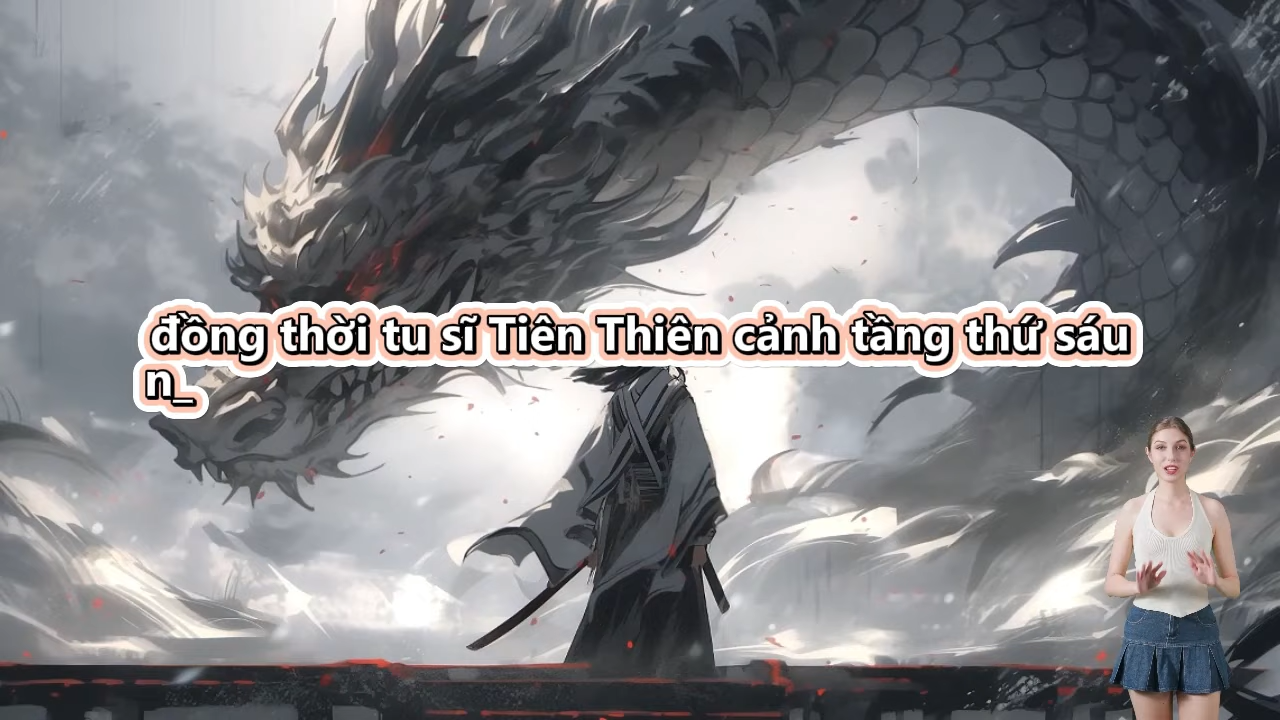 đồng thời tu sĩ Tiên Thiên cảnh tầng thứ sáu
n_